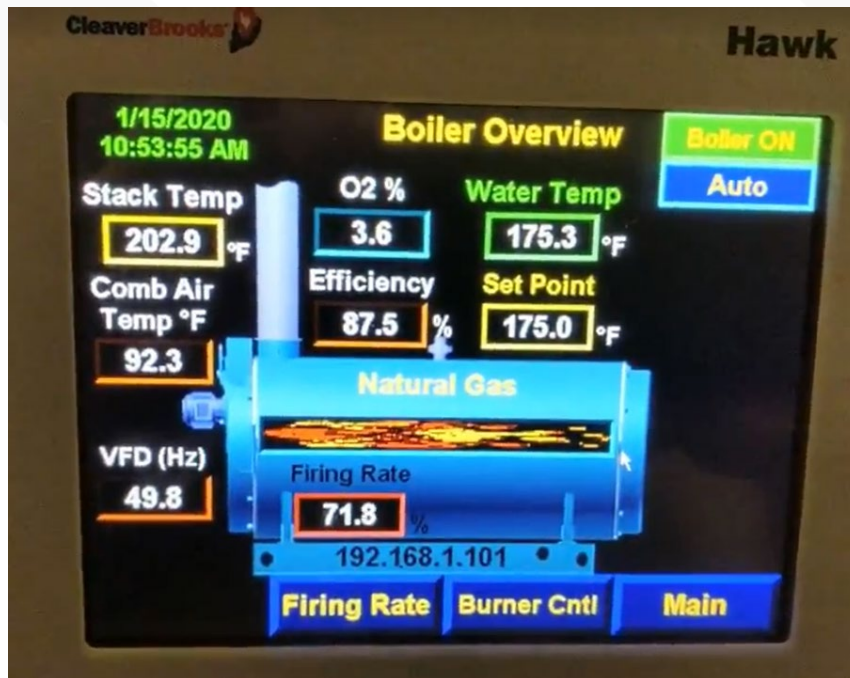 CleaverBrooks
Hawk
1/15/2020
10:53:55 AM
Boiler Overview
Boiler ON
Auto
Stack Temp
202.9 °F
O2 %
3.6
Water Temp
175.3 °F
Comb Air
Temp °F
92.3
Efficiency
87.5 %
Set Point
175.0 °F
Natural Gas
VFD (Hz)
49.8
Firing Rate
71.8 %
192.168.1.101
Firing Rate
Burner Cntl
Main